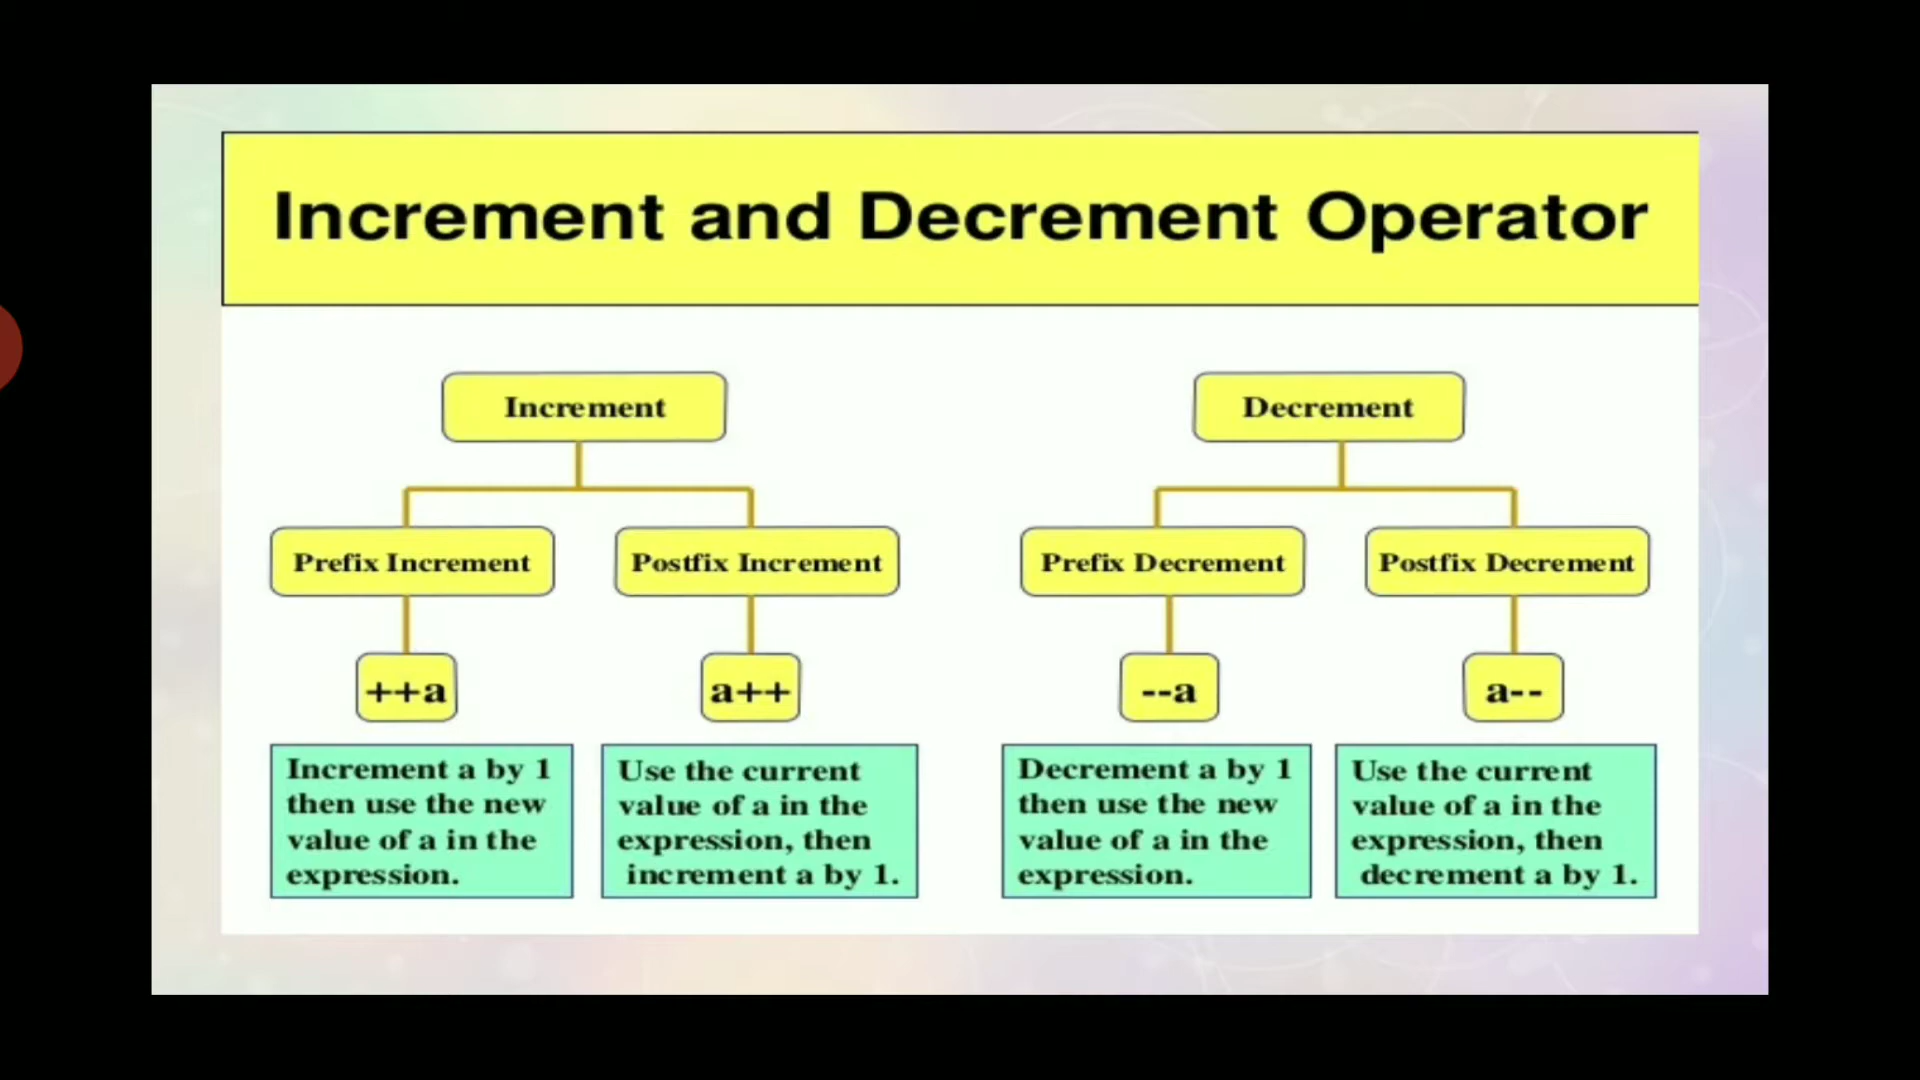 Increment and Decrement Operator
Increment
Decrement
Prefix Increment
Postfix Increment
Prefix Decrement
Postfix Decrement
++a
a++
--a
a--
Increment a by 1
then use the new
value of a in the
expression.
Use the current
value of a in the
expression, then
increment a by 1.
Decrement a by 1
then use the new
value of a in the
expression.
Use the current
value of a in the
expression, then
decrement a by 1.